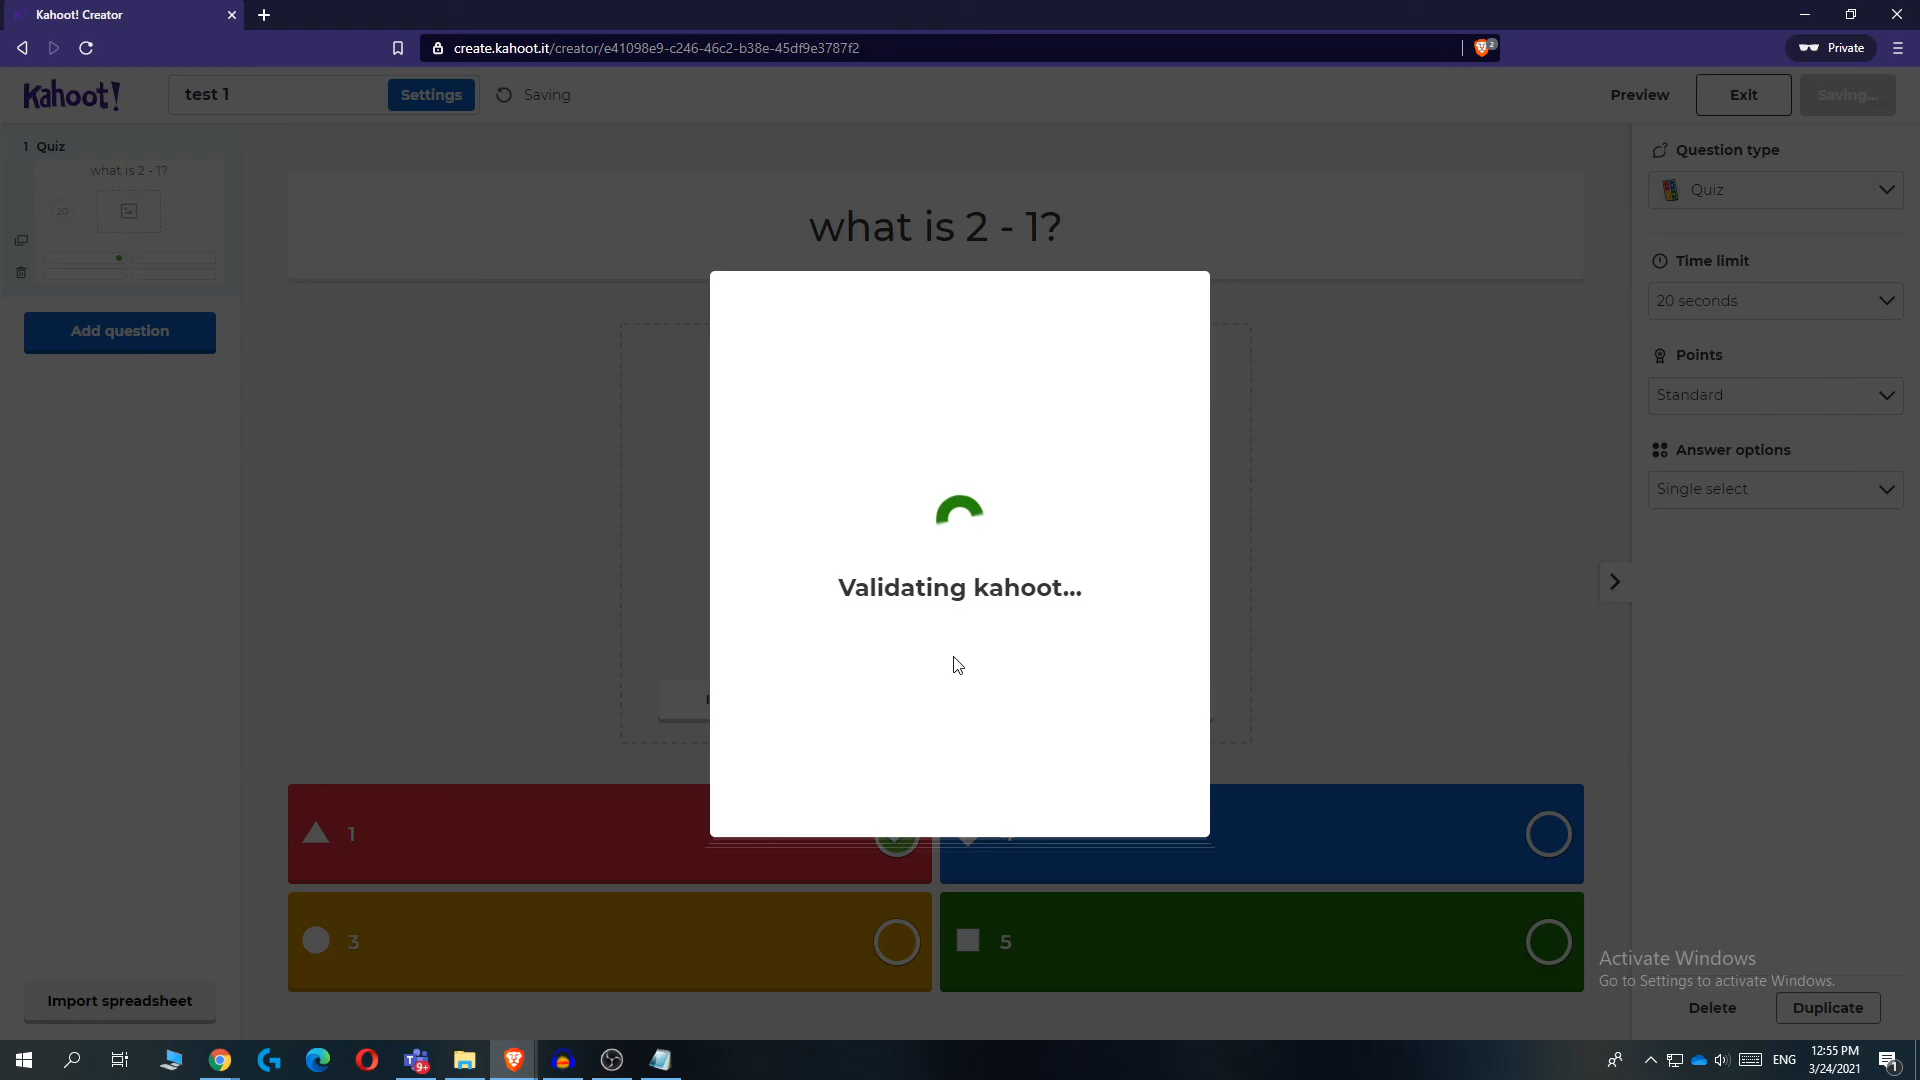 Kahoot! Creator
create.kahoot.it/creator/e41098e9-c246-46c2-b38e-45df9e3787f2
2
Private
Kahoot!
test 1
Settings
Saving
Preview
Exit
Saving...
1 Quiz
what is 2 - 1?
20
Add question
Import spreadsheet
what is 2 - 1?
Validating kahoot...
1
3
5
Question type
Quiz
Time limit
20 seconds
Points
Standard
Answer options
Single select
Activate Windows
Go to Settings to activate Windows.
Delete
Duplicate
9+
ENG
12:55 PM
3/24/2021
1